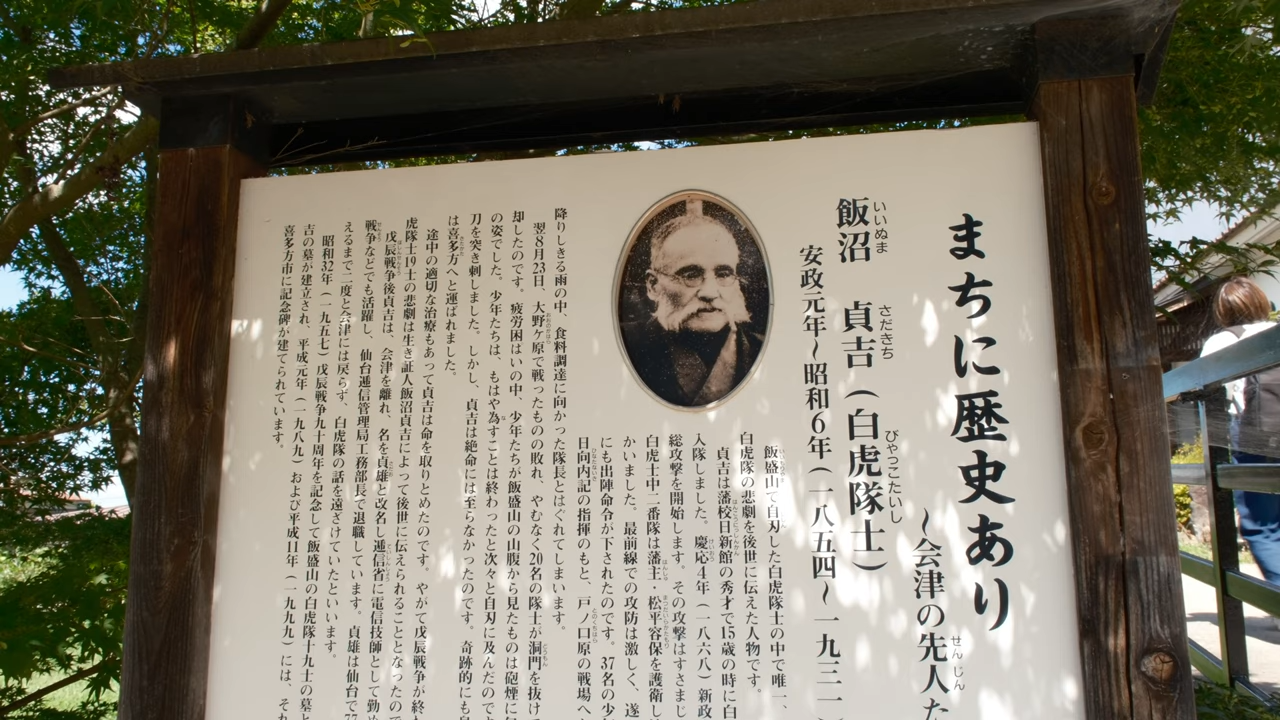 まちに歴史あり
～会津の先人た
飯沼 貞吉（白虎隊士）
いいぬま さだきち びゃっこたいし
せんじん
安政元年～昭和6年（一八五四～一九三一
飯盛山で自刃した白虎隊士の中で唯一、
白虎隊の悲劇を後世に伝えた人物です。
貞吉は藩校日新館の秀才で15歳の時に白
入隊しました。慶応4年（一八六八）新政
総攻撃を開始します。その攻撃はすさまじ
白虎士中二番隊は藩主 松平容保を護衛し
かいました。最前線での攻防は激しく、遂
にも出陣命令が下されたのです。37名の少
日向内記の指揮のもと、戸ノ口原の戦場へ
降りしきる雨の中、食料調達に向かった隊長とはぐれてしまいます。
翌8月23日、大野ケ原で戦ったものの敗れ、やむなく20名の隊士が洞門を抜け
却したのです。疲労困ぱいの中、少年たちが飯盛山の山腹から見たものは砲煙に
の姿でした。少年たちは、もはや為すことは終わったと次々と自刃に及んだので
刀を突き刺しました。しかし、貞吉は絶命には至らなかったのです。奇跡的にも
は喜多方へと運ばれました。
途中の適切な治療もあって貞吉は命を取りとめたのです。やがて戊辰戦争が終
虎隊士19士の悲劇は生き証人飯沼貞吉によって後世に伝えられることとなったので
戊辰戦争後貞吉は、会津を離れ、名を貞雄と改名し逓信省に電信技師として勤
戦争などでも活躍し、仙台逓信管理局工務部長で退職しています。貞雄は仙台で77
えるまで二度と会津には戻らず、白虎隊の話を遠ざけていたといいます。
昭和32年（一九五七）戊辰戦争九十周年を記念して飯盛山の白虎隊十九士の墓と
吉の墓が建立され、平成元年（一九八九）および平成11年（一九九九）には、それ
喜多方市に記念碑が建てられています。